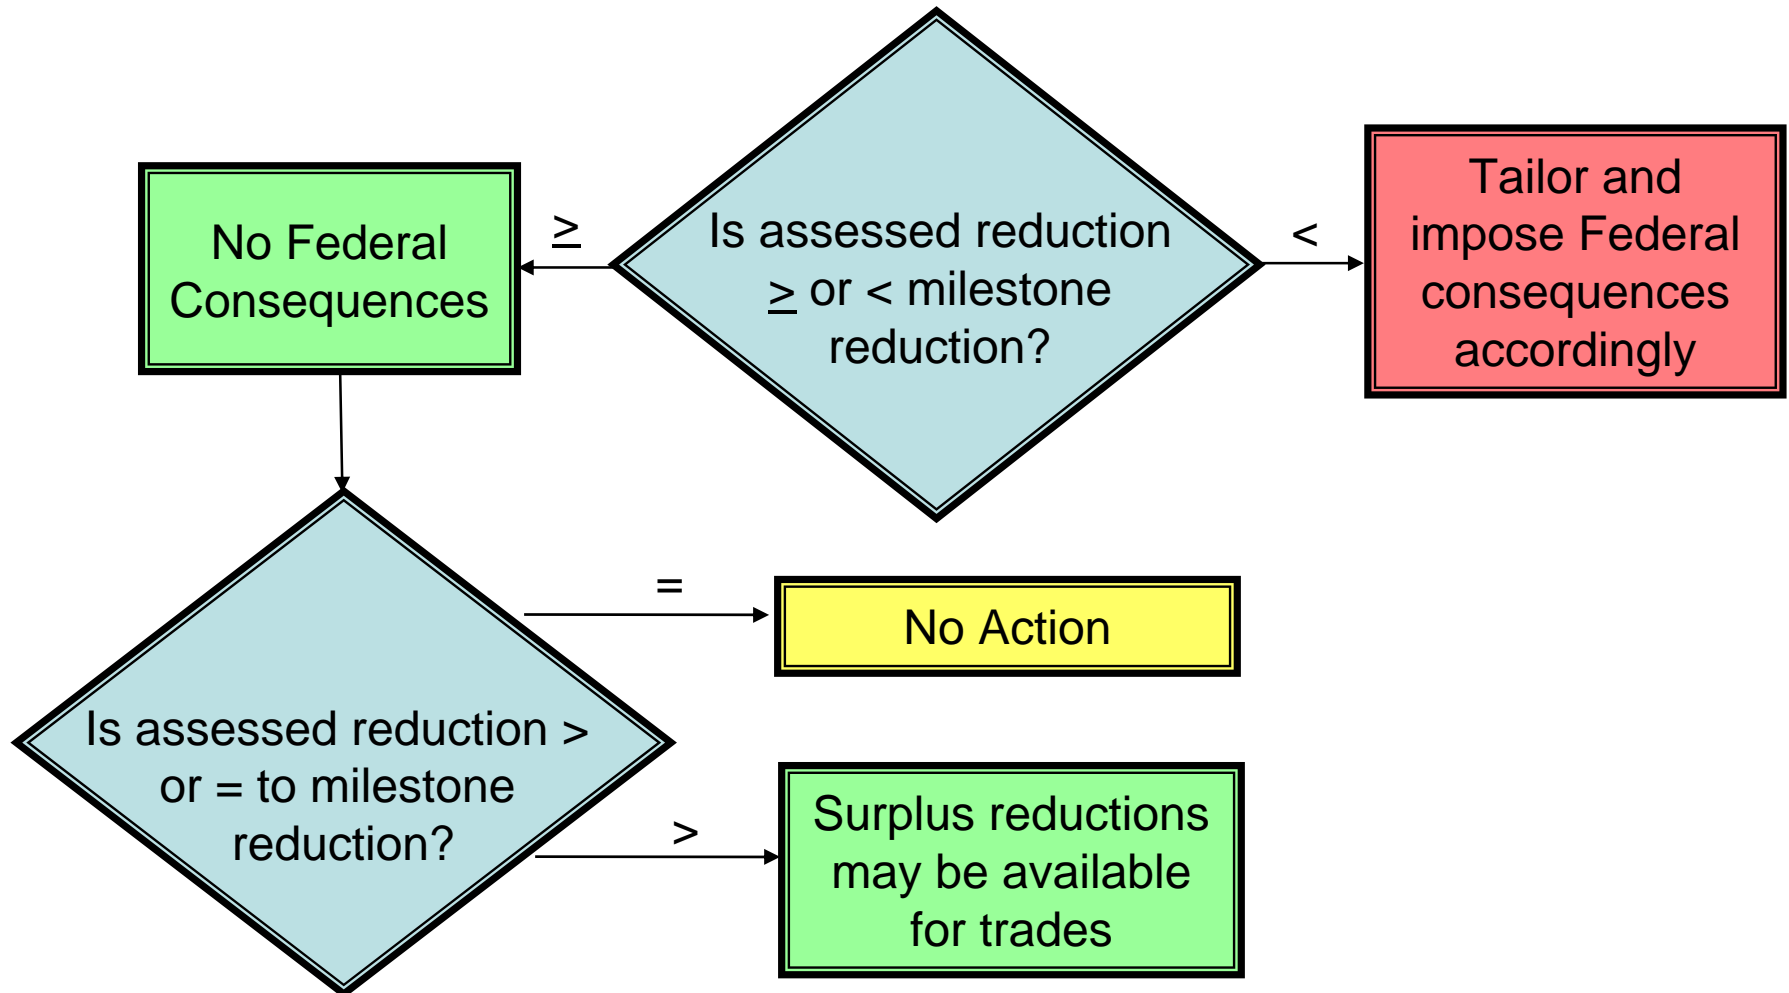 No Federal
Consequences
≥
Is assessed reduction
≥ or < milestone
reduction?
<
Tailor and
impose Federal
consequences
accordingly
Is assessed reduction >
or = to milestone
reduction?
=
No Action
>
Surplus reductions
may be available
for trades